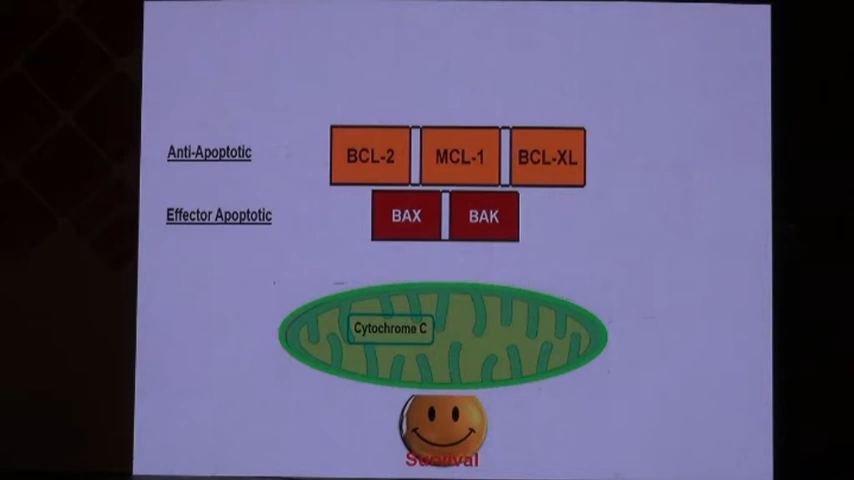 Anti-Apoptotic
BCL-2 MCL-1 BCL-XL
Effector Apoptotic
BAX BAK
Cytochrome C
Survival